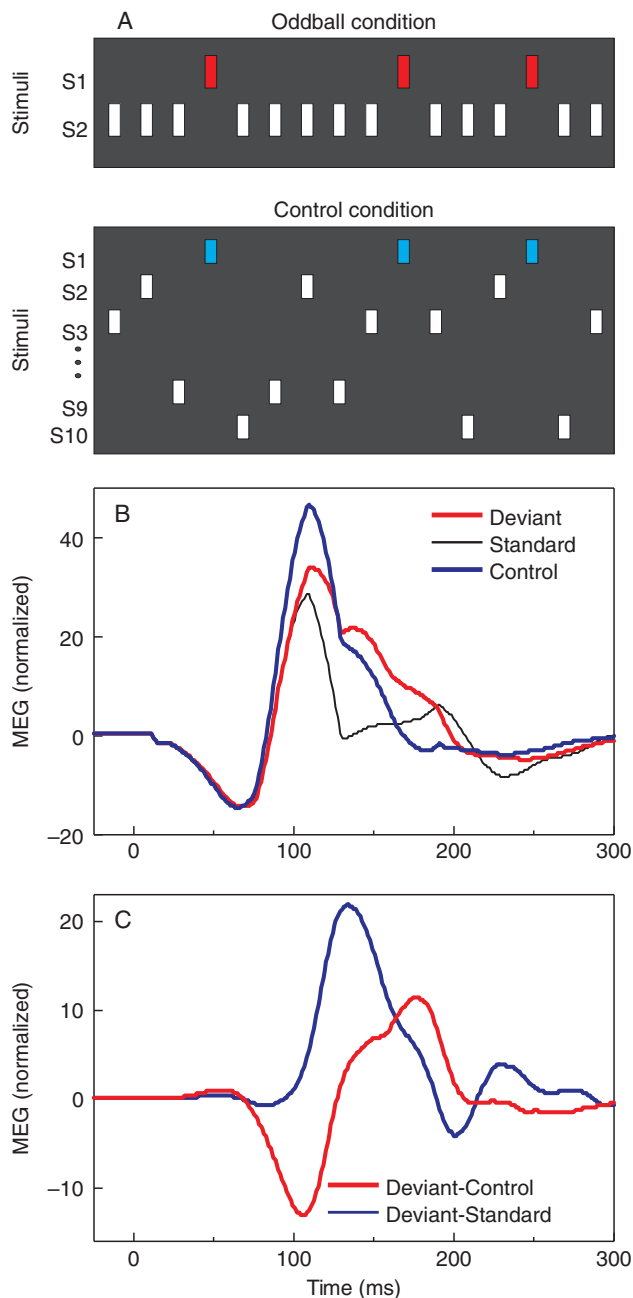 A
Oddball condition
Stimuli
S1
S2
Control condition
Stimuli
S1
S2
S3
S9
S10
B
Deviant
Standard
Control
MEG (normalized)
40
20
0
−20
0
100
200
300
C
MEG (normalized)
20
10
0
−10
Deviant-Control
Deviant-Standard
0
100
200
300
Time (ms)